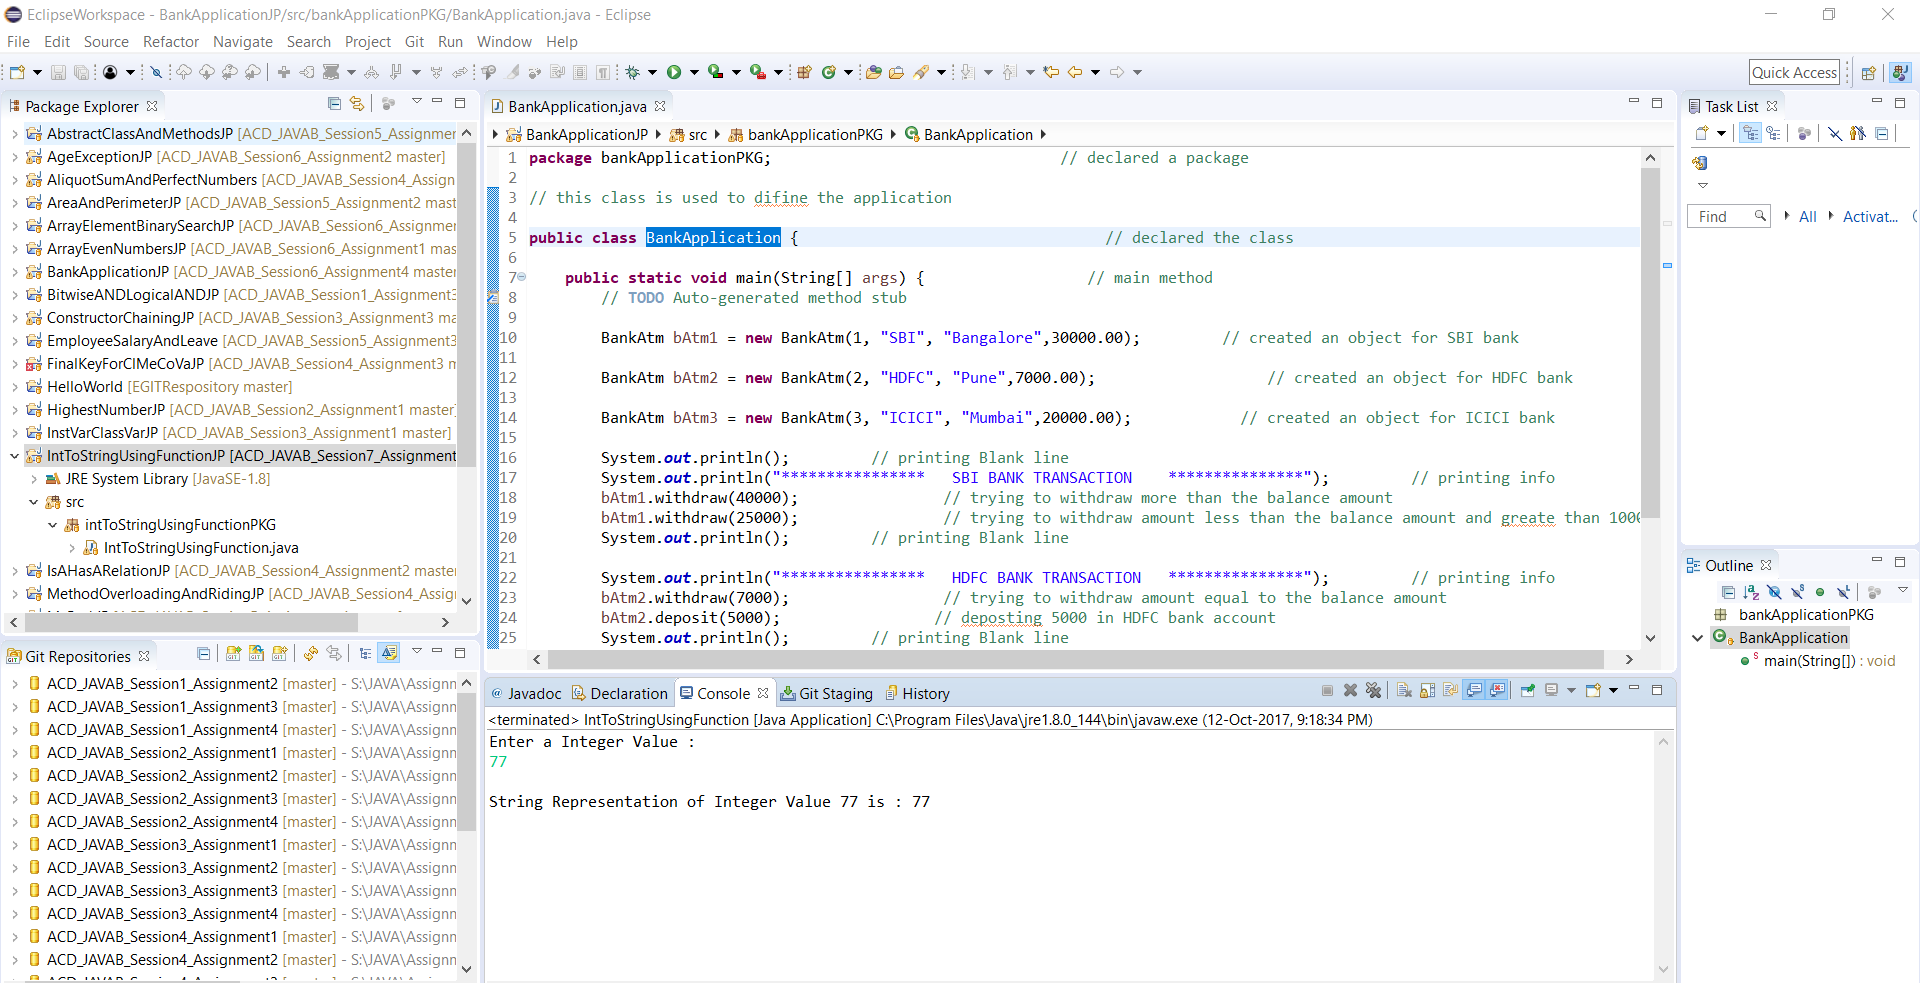 EclipseWorkspace - BankApplicationJP/src/bankApplicationPKG/BankApplication.java - Eclipse
File Edit Source Refactor Navigate Search Project Git Run Window Help
Quick Access
Package Explorer
AbstractClassAndMethodsJP [ACD_JAVAB_Session5_Assignmer
AgeExceptionJP [ACD_JAVAB_Session6_Assignment2 master]
AliquotSumAndPerfectNumbers [ACD_JAVAB_Session4_Assign
AreaAndPerimeterJP [ACD_JAVAB_Session5_Assignment2 mast
ArrayElementBinarySearchJP [ACD_JAVAB_Session6_Assignmer
ArrayEvenNumbersJP [ACD_JAVAB_Session6_Assignment1 mas
BankApplicationJP [ACD_JAVAB_Session6_Assignment4 master
BitwiseANDLogicalANDJP [ACD_JAVAB_Session1_Assignment3
ConstructorChainingJP [ACD_JAVAB_Session3_Assignment3 ma
EmployeeSalaryAndLeave [ACD_JAVAB_Session5_Assignment3
FinalKeyForClMeCoVaJP [ACD_JAVAB_Session4_Assignment3 m
HelloWorld [EGITRespository master]
HighestNumberJP [ACD_JAVAB_Session2_Assignment1 master]
InstVarClassVarJP [ACD_JAVAB_Session3_Assignment1 master]
IntToStringUsingFunctionJP [ACD_JAVAB_Session7_Assignment
JRE System Library [JavaSE-1.8]
src
intToStringUsingFunctionPKG
IntToStringUsingFunction.java
IsAHasARelationJP [ACD_JAVAB_Session4_Assignment2 master
MethodOverloadingAndRidingJP [ACD_JAVAB_Session4_Assigr
Git Repositories
ACD_JAVAB_Session1_Assignment2 [master] - S:\JAVA\Assignn
ACD_JAVAB_Session1_Assignment3 [master] - S:\JAVA\Assignn
ACD_JAVAB_Session1_Assignment4 [master] - S:\JAVA\Assignn
ACD_JAVAB_Session2_Assignment1 [master] - S:\JAVA\Assignn
ACD_JAVAB_Session2_Assignment2 [master] - S:\JAVA\Assignn
ACD_JAVAB_Session2_Assignment3 [master] - S:\JAVA\Assignn
ACD_JAVAB_Session2_Assignment4 [master] - S:\JAVA\Assignn
ACD_JAVAB_Session3_Assignment1 [master] - S:\JAVA\Assignn
ACD_JAVAB_Session3_Assignment2 [master] - S:\JAVA\Assignn
ACD_JAVAB_Session3_Assignment3 [master] - S:\JAVA\Assignn
ACD_JAVAB_Session3_Assignment4 [master] - S:\JAVA\Assignn
ACD_JAVAB_Session4_Assignment1 [master] - S:\JAVA\Assignn
ACD_JAVAB_Session4_Assignment2 [master] - S:\JAVA\Assignn
BankApplication.java
BankApplicationJP src bankApplicationPKG BankApplication
1 package bankApplicationPKG; // declared a package
2
3 // this class is used to difine the application
4
5 public class BankApplication { // declared the class
6
7 public static void main(String[] args) { // main method
8 // TODO Auto-generated method stub
9
10 BankAtm bAtm1 = new BankAtm(1, "SBI", "Bangalore",30000.00); // created an object for SBI bank
11
12 BankAtm bAtm2 = new BankAtm(2, "HDFC", "Pune",7000.00); // created an object for HDFC bank
13
14 BankAtm bAtm3 = new BankAtm(3, "ICICI", "Mumbai",20000.00); // created an object for ICICI bank
15
16 System.out.println(); // printing Blank line
17 System.out.println("**************** SBI BANK TRANSACTION ***************"); // printing info
18 bAtm1.withdraw(40000); // trying to withdraw more than the balance amount
19 bAtm1.withdraw(25000); // trying to withdraw amount less than the balance amount and greate than 1000
20 System.out.println(); // printing Blank line
21
22 System.out.println("**************** HDFC BANK TRANSACTION ***************"); // printing info
23 bAtm2.withdraw(7000); // trying to withdraw amount equal to the balance amount
24 bAtm2.deposit(5000); // deposting 5000 in HDFC bank account
25 System.out.println(); // printing Blank line
@ Javadoc Declaration Console Git Staging History
<terminated> IntToStringUsingFunction [Java Application] C:\Program Files\Java\jre1.8.0_144\bin\javaw.exe (12-Oct-2017, 9:18:34 PM)
Enter a Integer Value :
77
String Representation of Integer Value 77 is : 77
Task List
Find All Activat...
Outline
bankApplicationPKG
BankApplication
main(String[]) : void